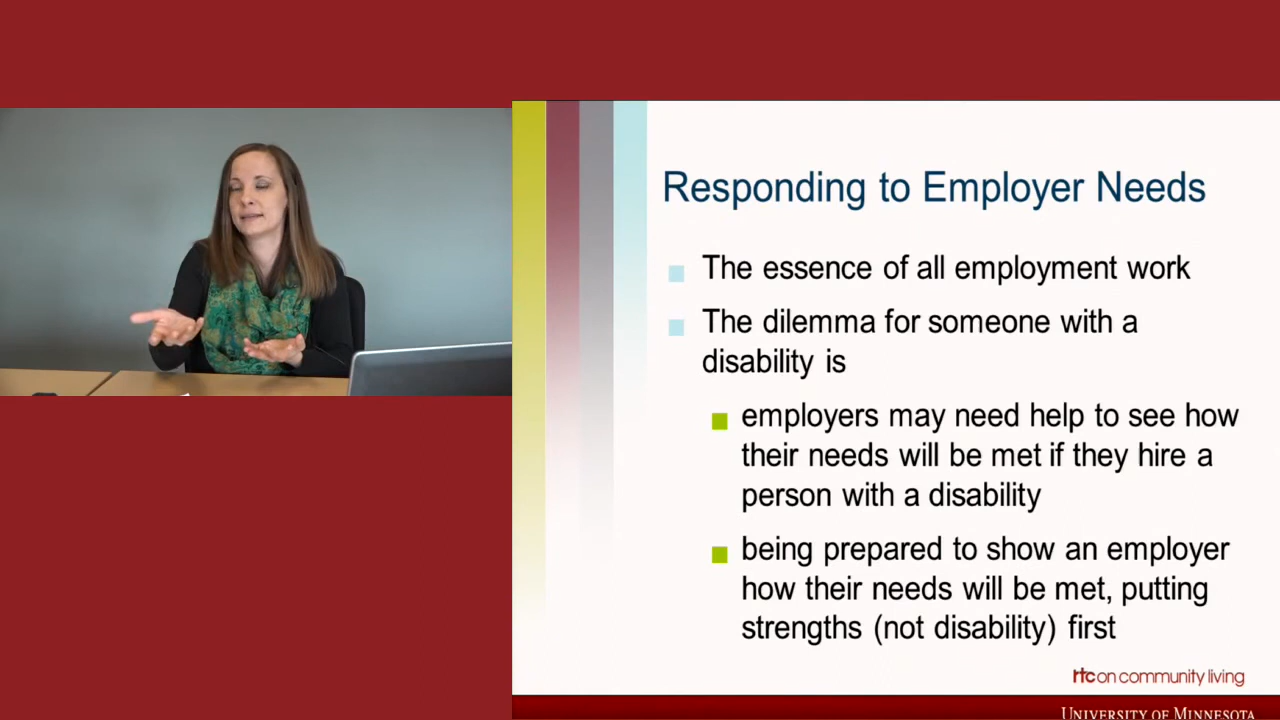 Responding to Employer Needs
The essence of all employment work
The dilemma for someone with a
disability is
employers may need help to see how
their needs will be met if they hire a
person with a disability
being prepared to show an employer
how their needs will be met, putting
strengths (not disability) first
rtc on community living
UNIVERSITY OF MINNESOTA